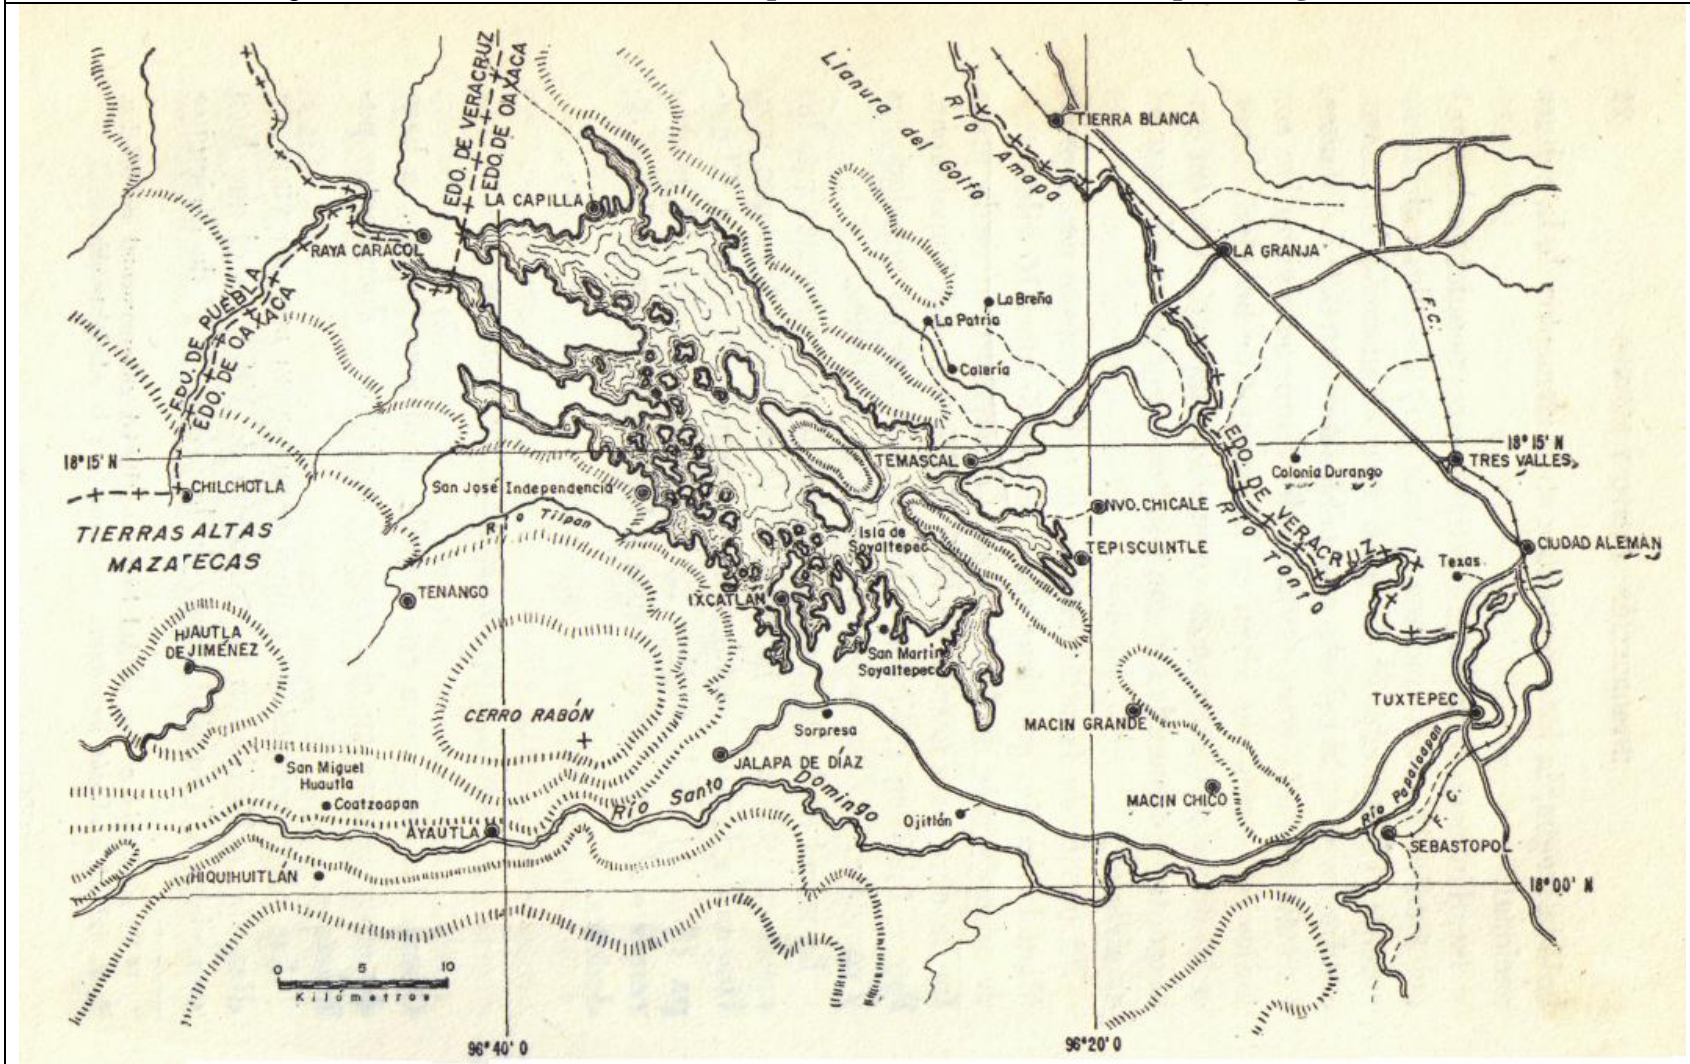 EDO. DE VERACRUZ
EDO. DE OAXACA
Llanura del Golfo
Río Amapa
TIERRA BLANCA
LA CAPILLA
RAYA CARACOL
LA GRANJA
EDO. DE PUEBLA
EDO. DE OAXACA
La Breña
La Patria
F.C.
Caleria
18°15' N
TEMASCAL
18°15' N
TRES VALLES
Colonia Durango
CHILCHOTLA
San José Independencia
Río Tilpan
NVO. CHICALE
EDO. DE VERACRUZ
Río Tonto
TIERRAS ALTAS
MAZATECAS
Isla de
Soyaltepec
TEPISCUINTLE
CIUDAD ALEMÁN
Texas
TENANGO
IXCATLAN
HUAUTLA
DE JIMENEZ
San Martin
Soyaltepec
CERRO RABÓN
Sorpresa
MACIN GRANDE
TUXTEPEC
JALAPA DE DÍAZ
San Miguel
Huautla
Coatzoapan
Río Santo Domingo
MACIN CHICO
Río Papaloapan
F.C.
AYAUTLA
Ojitlán
SEBASTOPOL
HIQUIHUITLÁN
18°00' N
0 5 10
Kilómetros
96°40' O
96°20' O